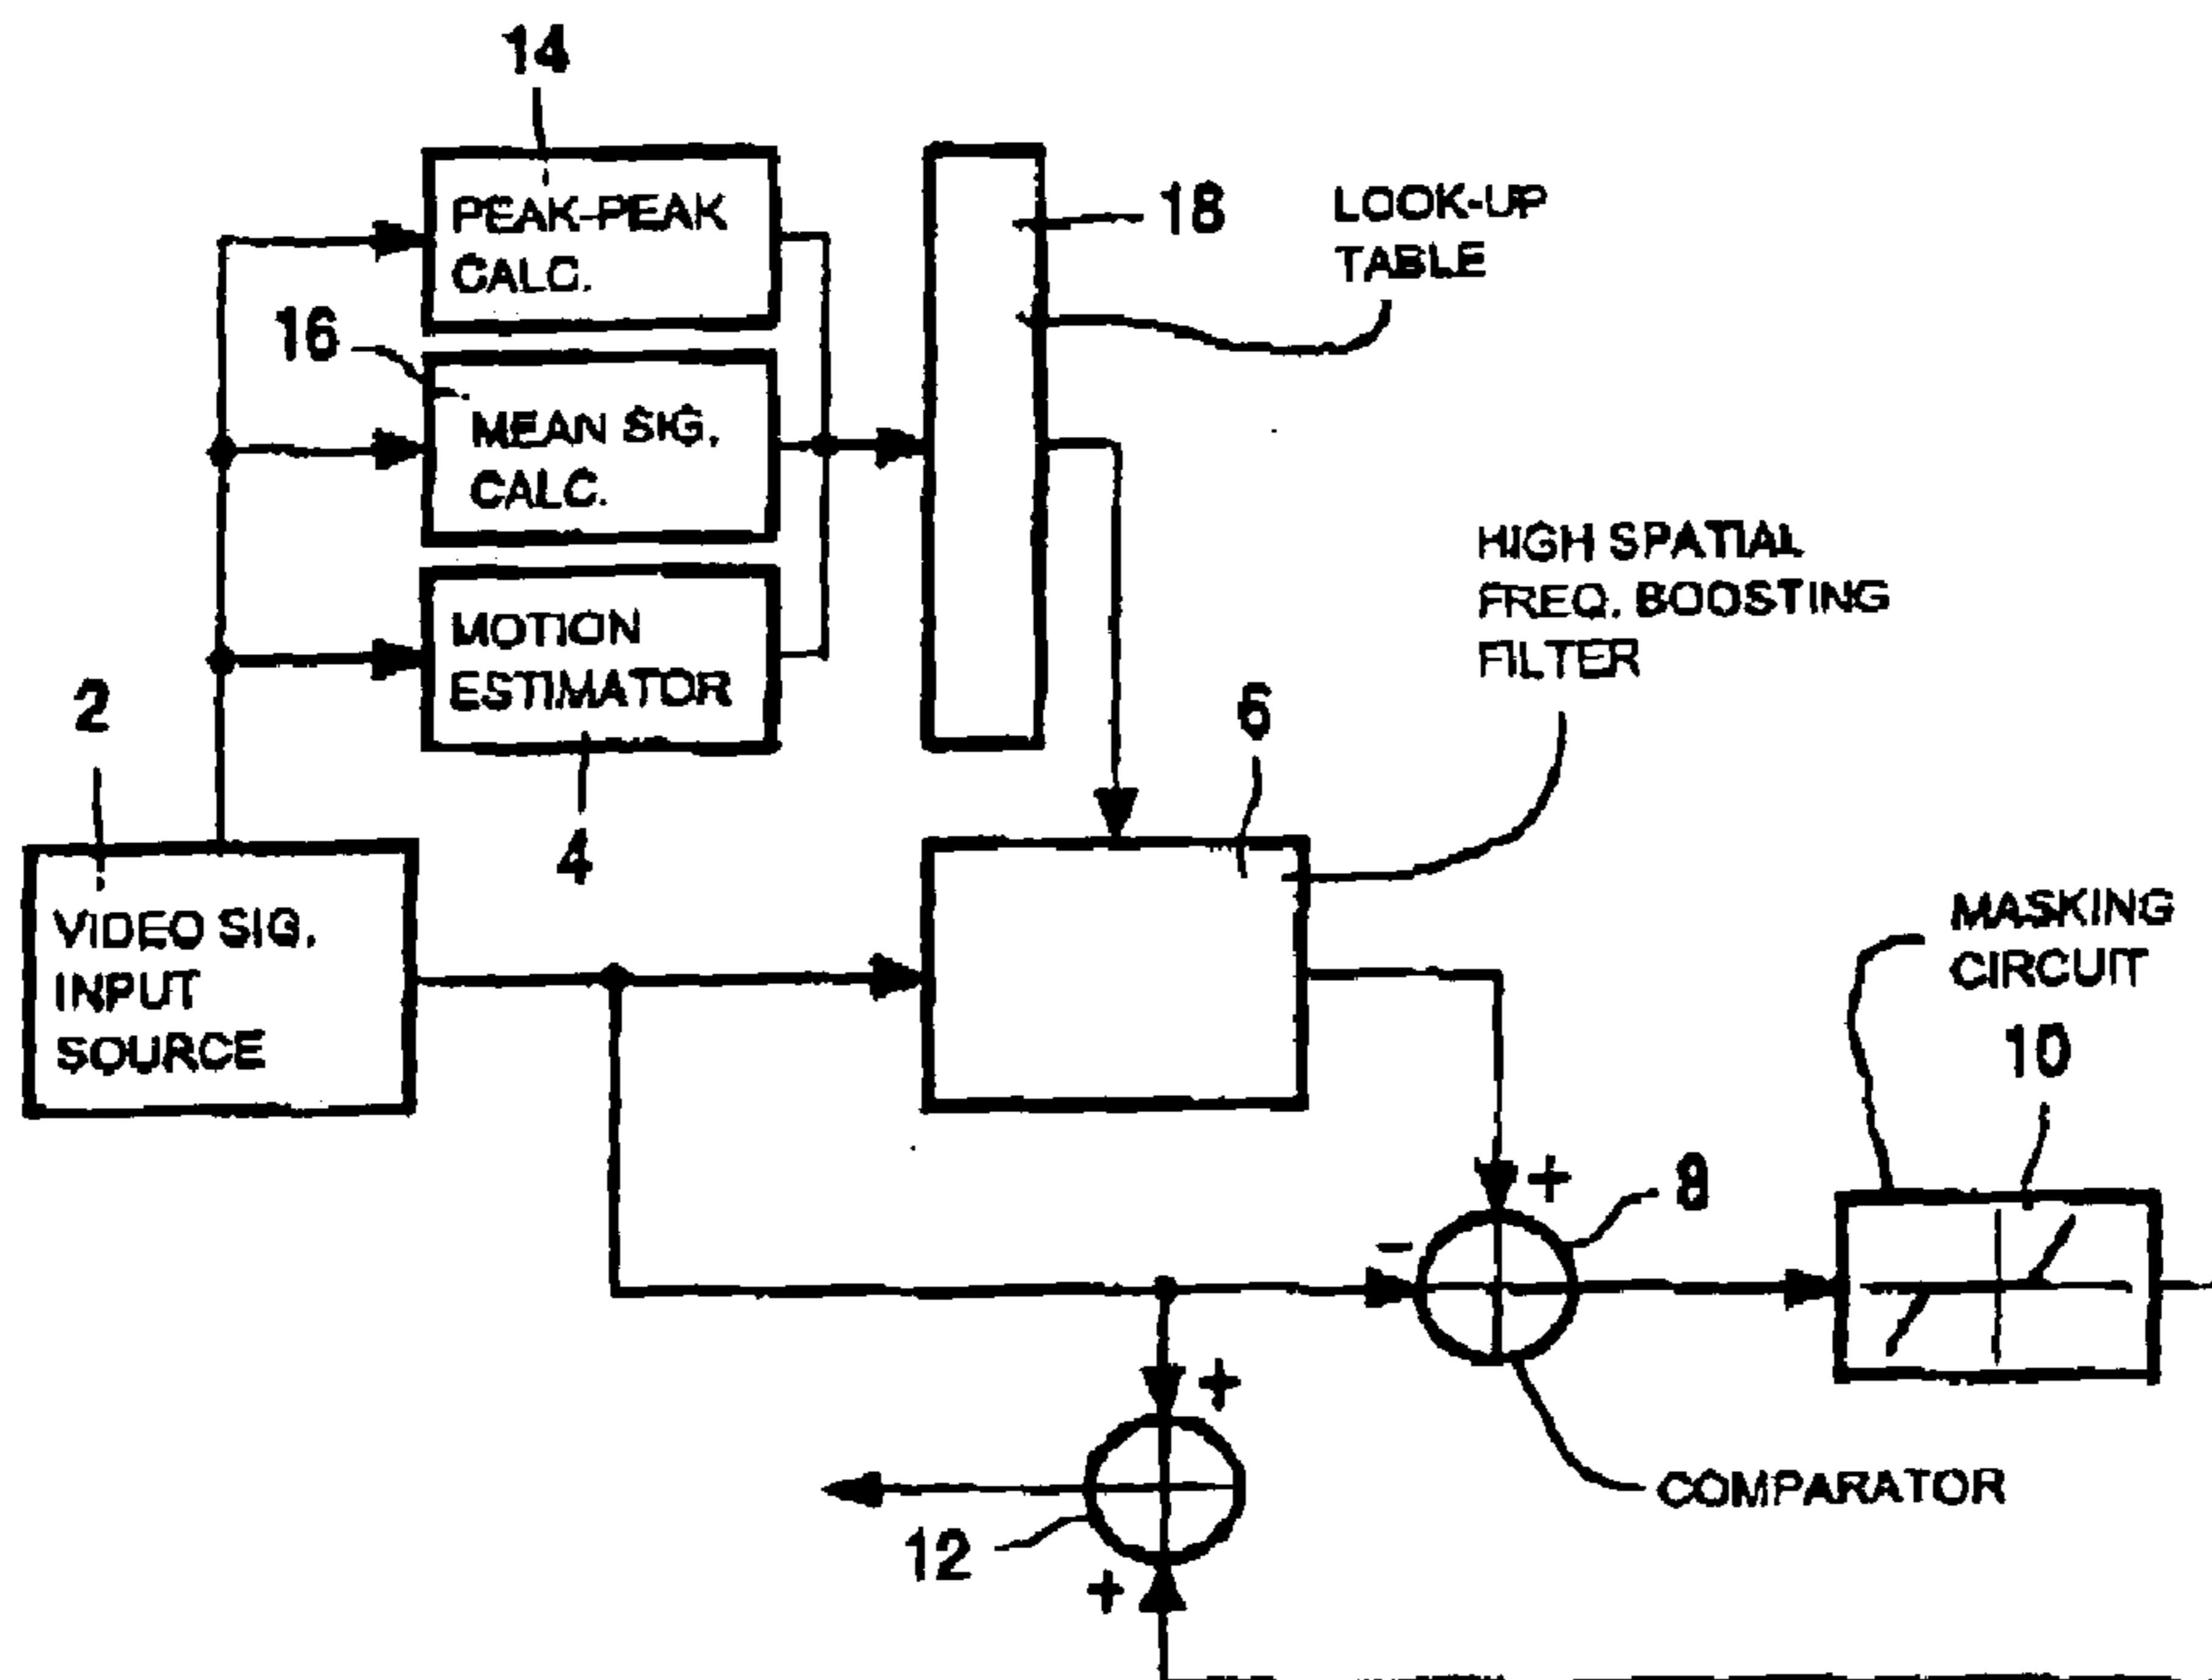 14
PEAK-PEAK
CALC.
18
LOOK-UP
TABLE
16
MEAN SIG.
CALC.
MOTION
ESTIMATOR
4
HIGH SPATIAL
FREQ. BOOSTING
FILTER
2
6
VIDEO SIG.
INPUT
SOURCE
MASKING
CIRCUIT
10
+
8
-
+
COMPARATOR
12
+